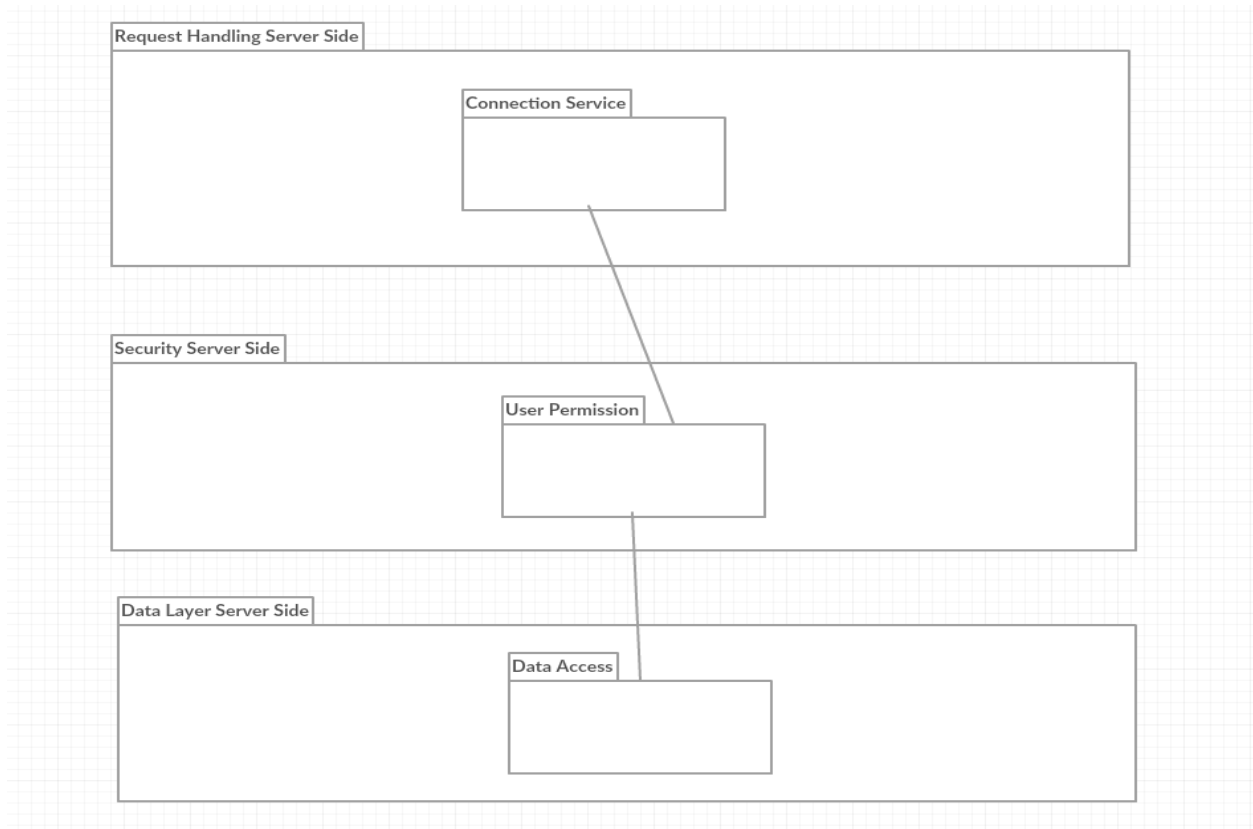 Request Handling Server Side
Connection Service
Security Server Side
User Permission
Data Layer Server Side
Data Access